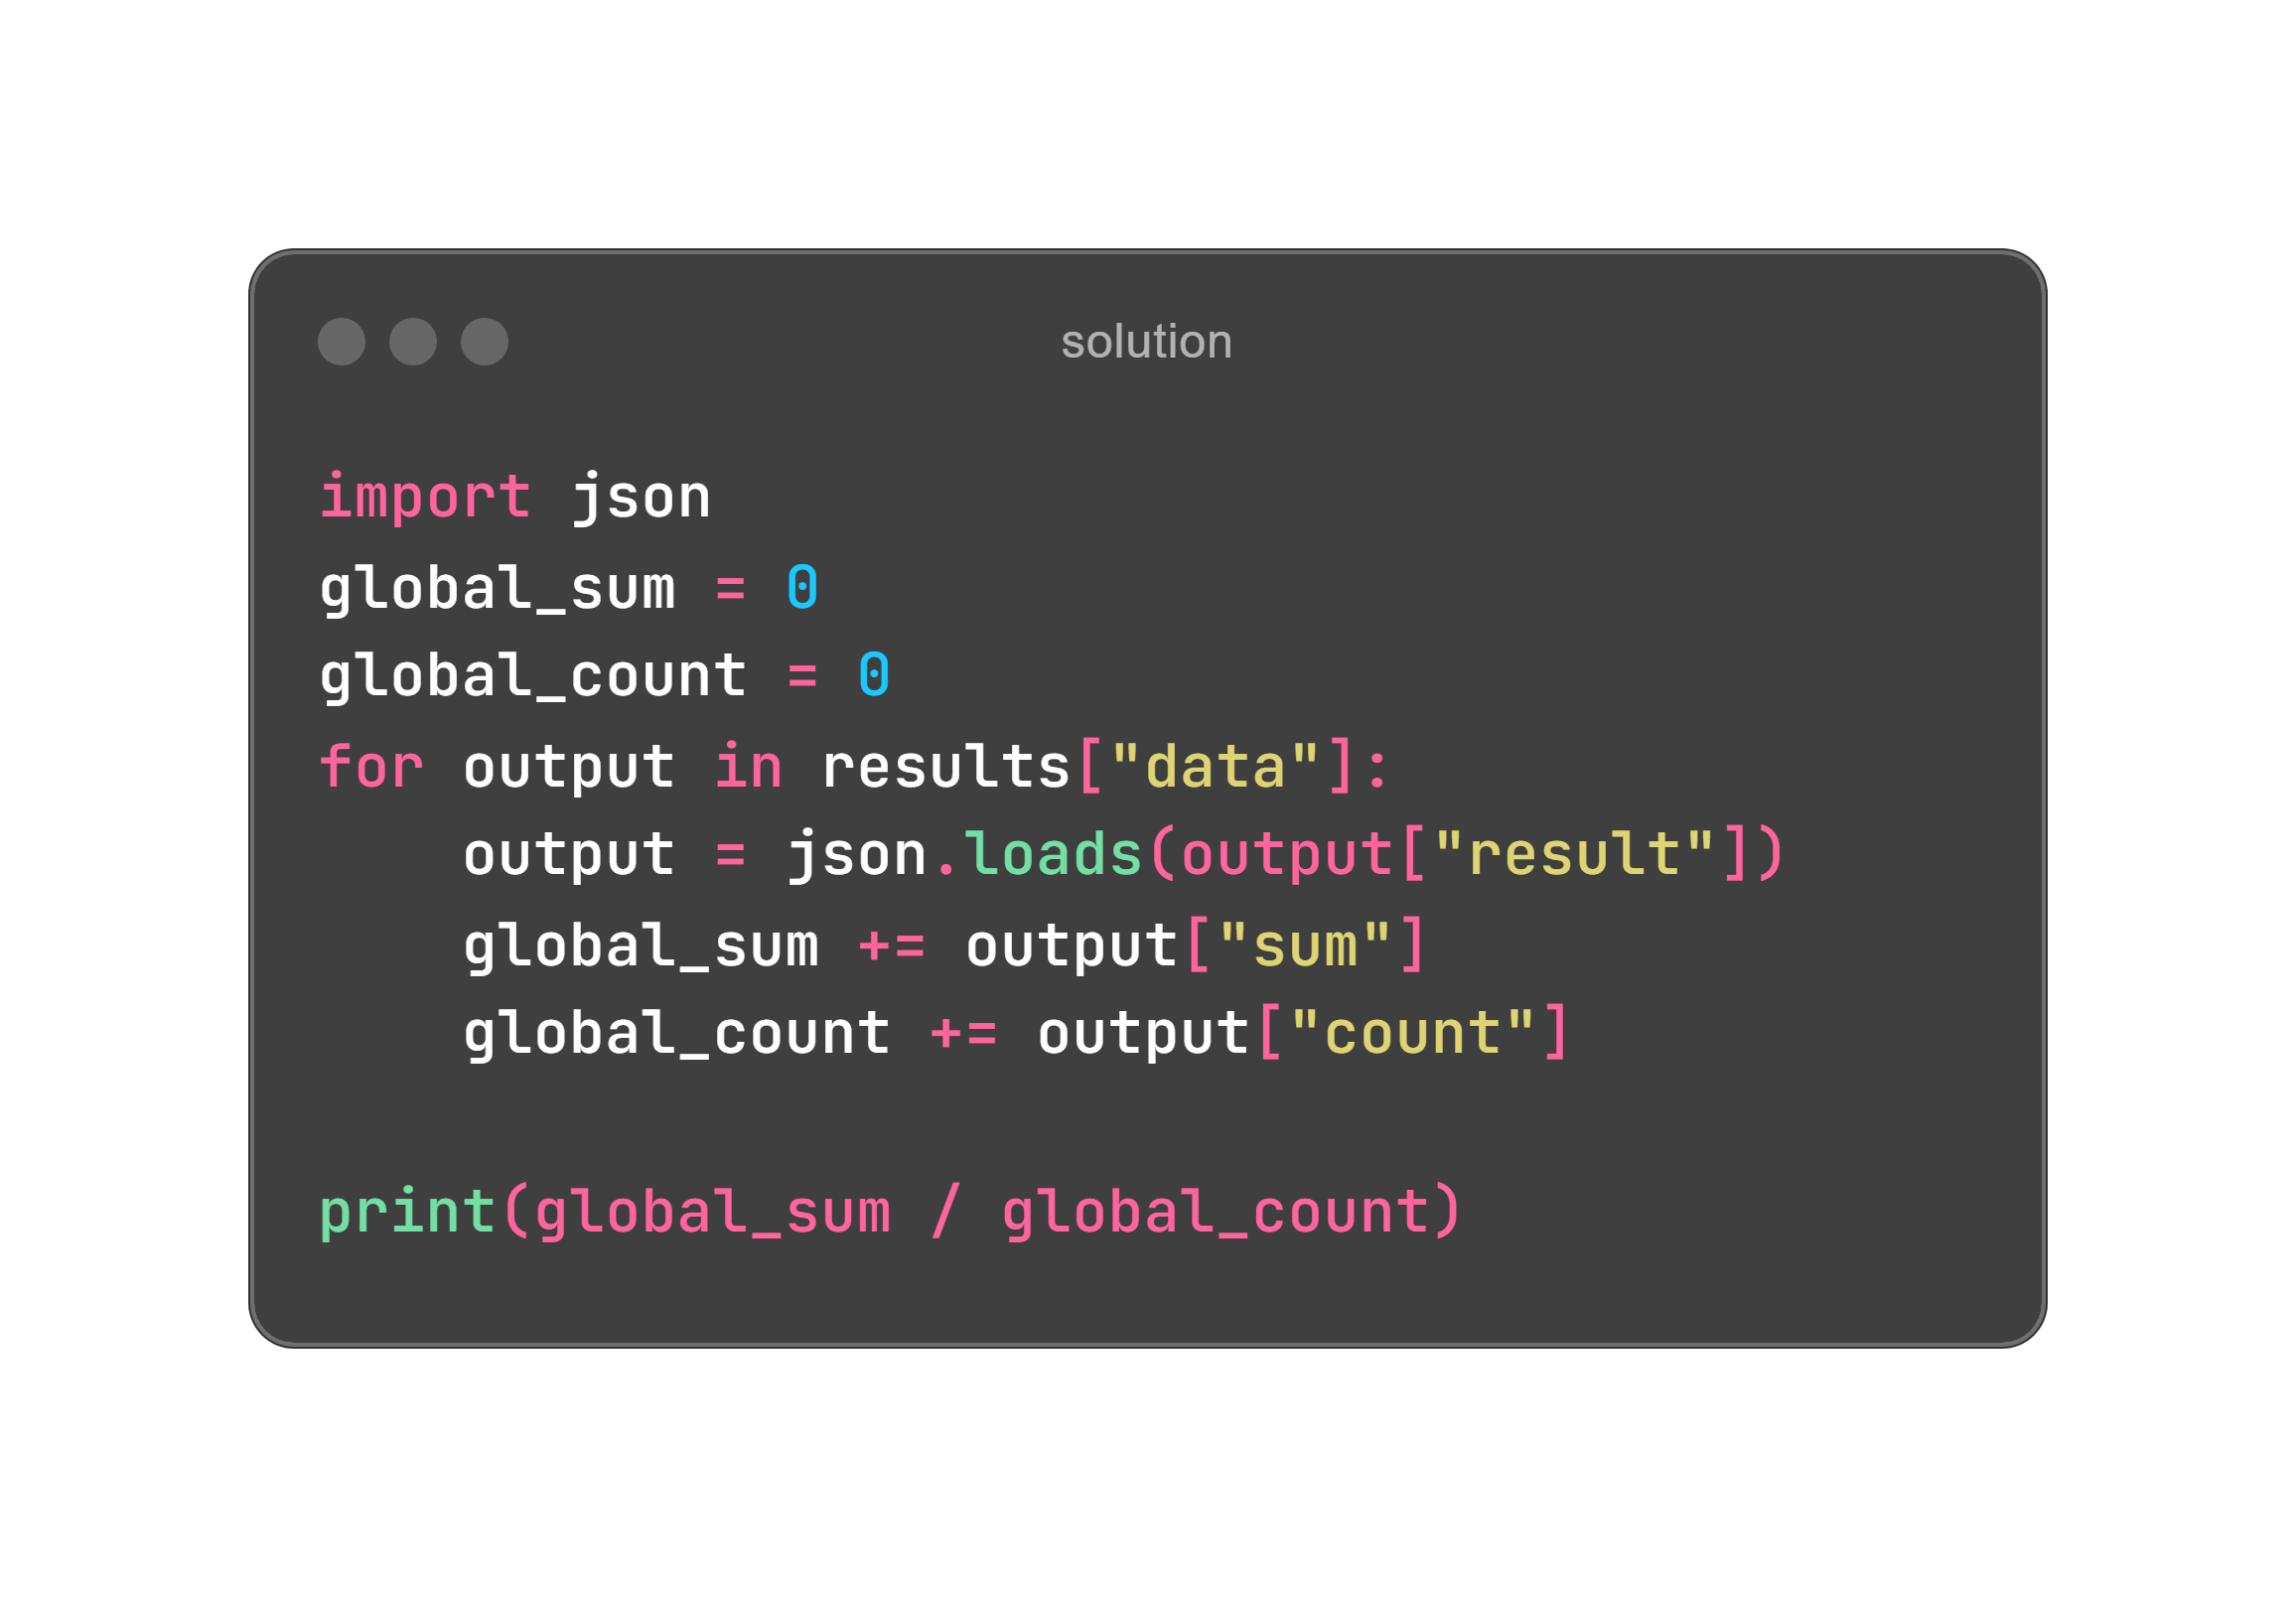 solution
import json
global_sum = 0
global_count = 0
for output in results["data"]:
    output = json.loads(output["result"])
    global_sum += output["sum"]
    global_count += output["count"]
print(global_sum / global_count)